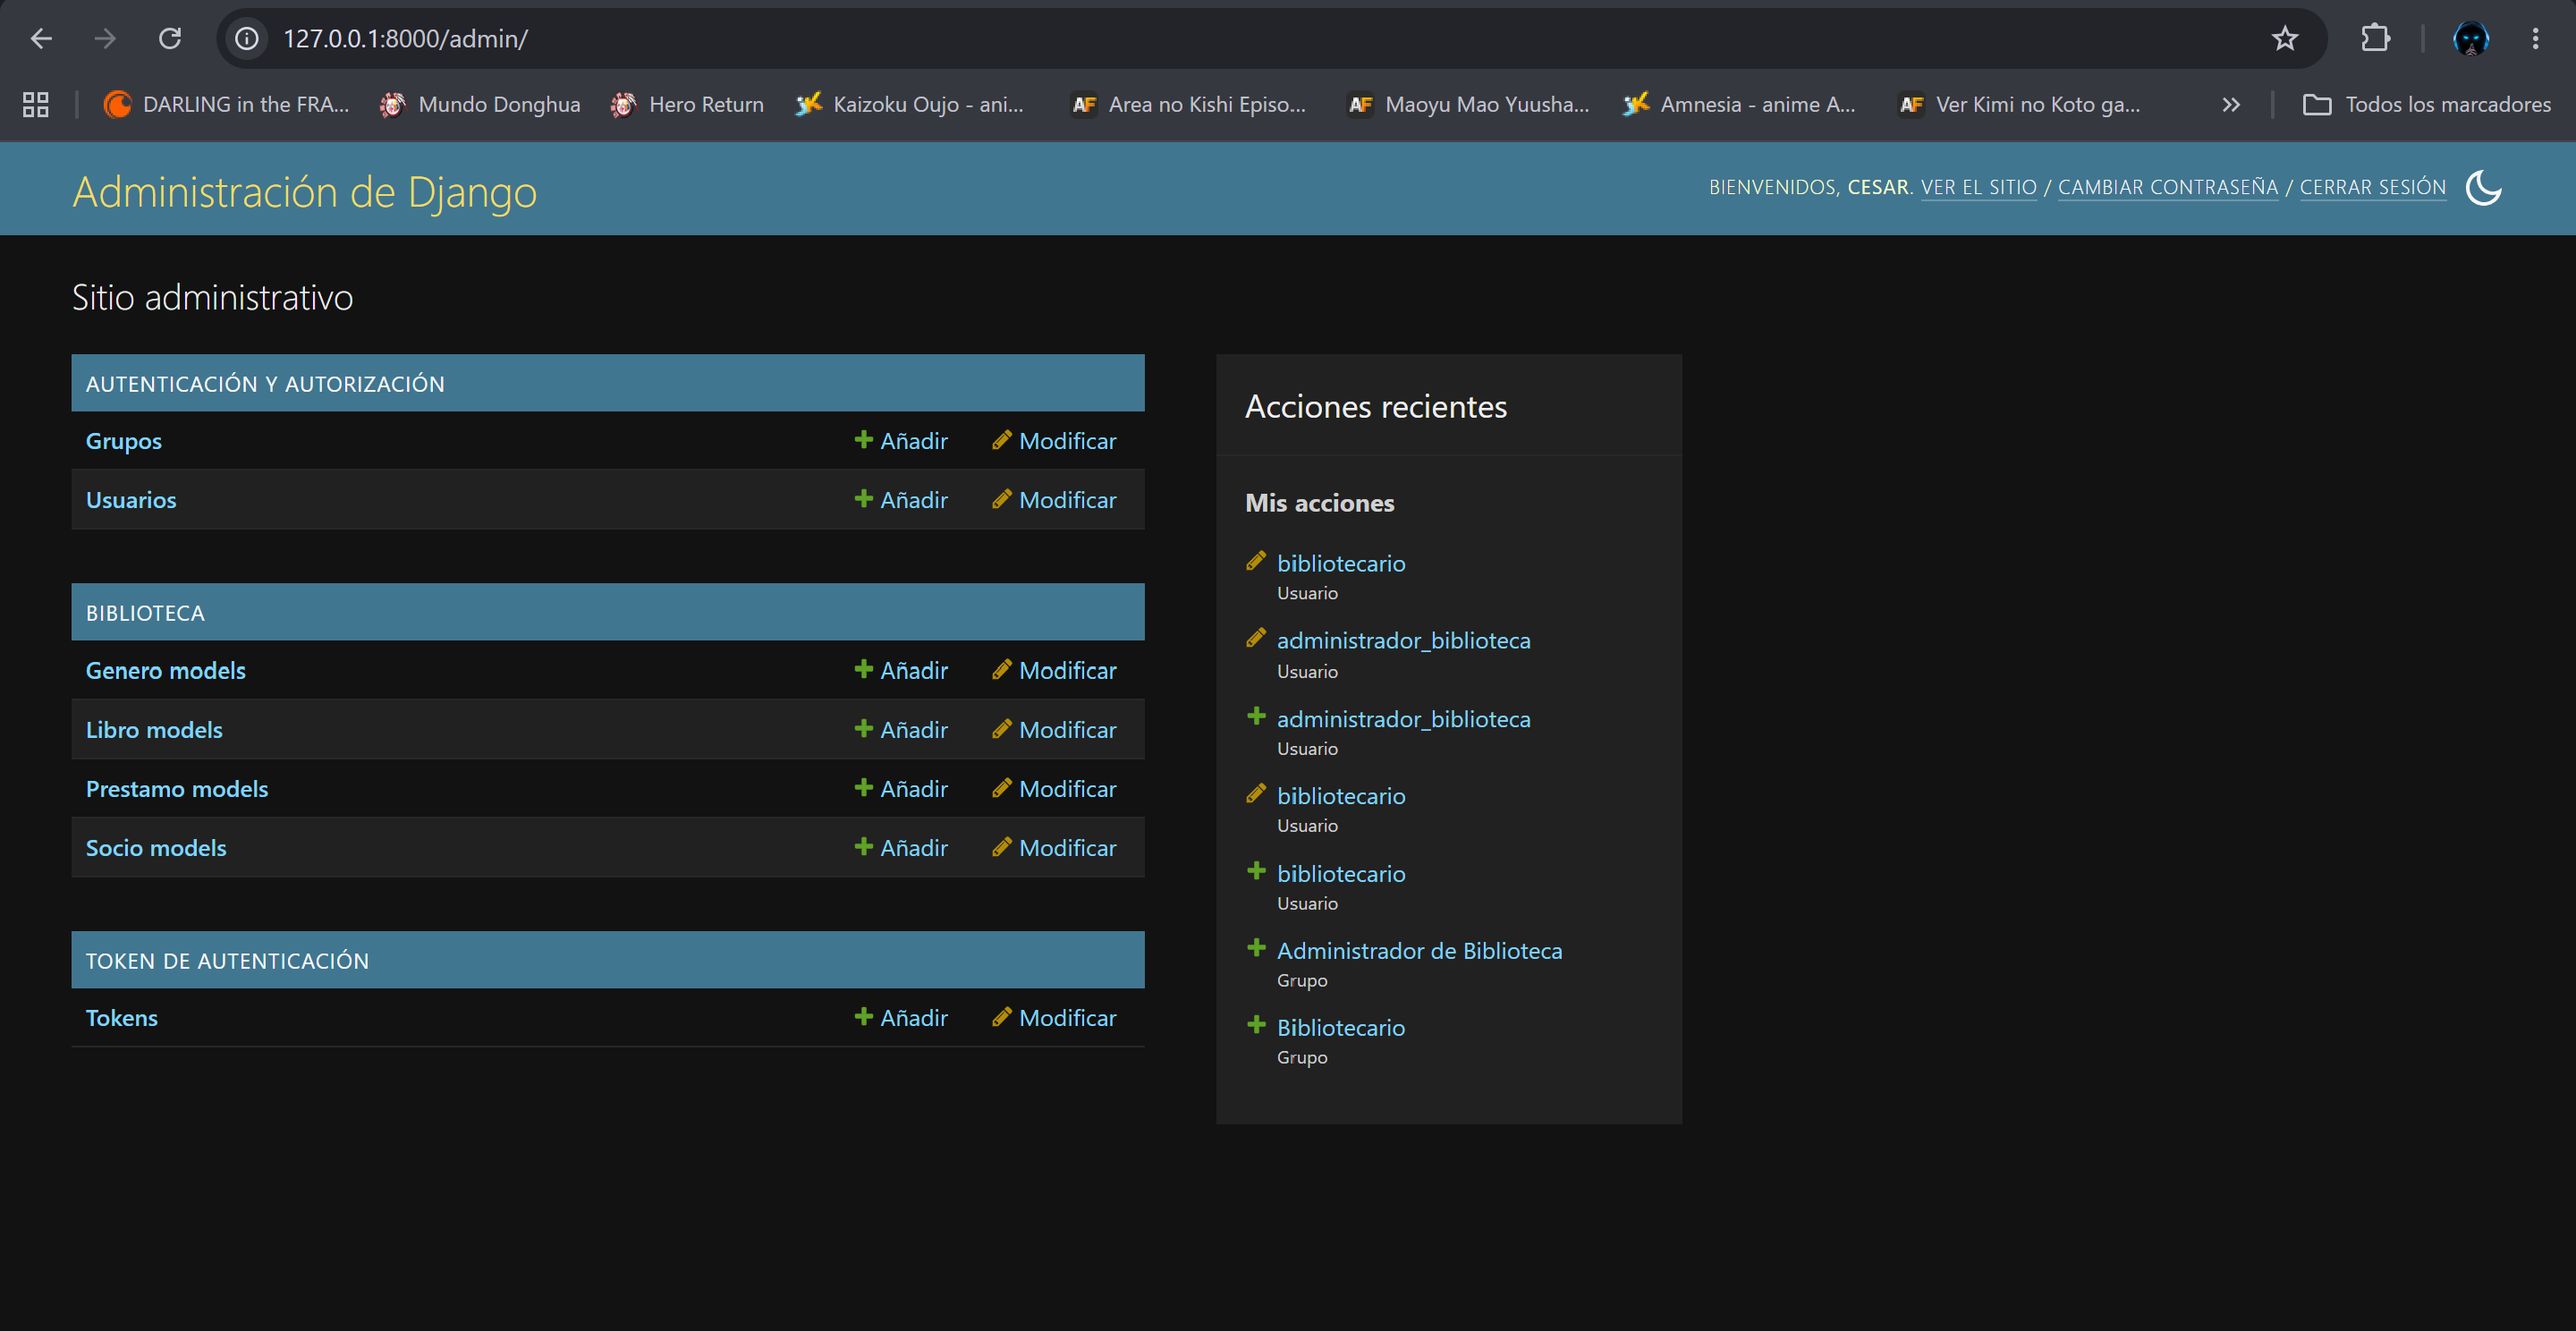 127.0.0.1:8000/admin/
DARLING in the FRA...
Mundo Donghua
Hero Return
Kaizoku Oujo - ani...
Area no Kishi Episo...
Maoyu Mao Yuusha...
Amnesia - anime A...
Ver Kimi no Koto ga...
Todos los marcadores
Administración de Django
BIENVENIDOS, CESAR. VER EL SITIO / CAMBIAR CONTRASEÑA / CERRAR SESIÓN
Sitio administrativo
AUTENTICACIÓN Y AUTORIZACIÓN
Grupos Añadir Modificar
Usuarios Añadir Modificar
BIBLIOTECA
Genero models Añadir Modificar
Libro models Añadir Modificar
Prestamo models Añadir Modificar
Socio models Añadir Modificar
TOKEN DE AUTENTICACIÓN
Tokens Añadir Modificar
Acciones recientes
Mis acciones
bibliotecario
Usuario
administrador_biblioteca
Usuario
administrador_biblioteca
Usuario
bibliotecario
Usuario
bibliotecario
Usuario
Administrador de Biblioteca
Grupo
Bibliotecario
Grupo